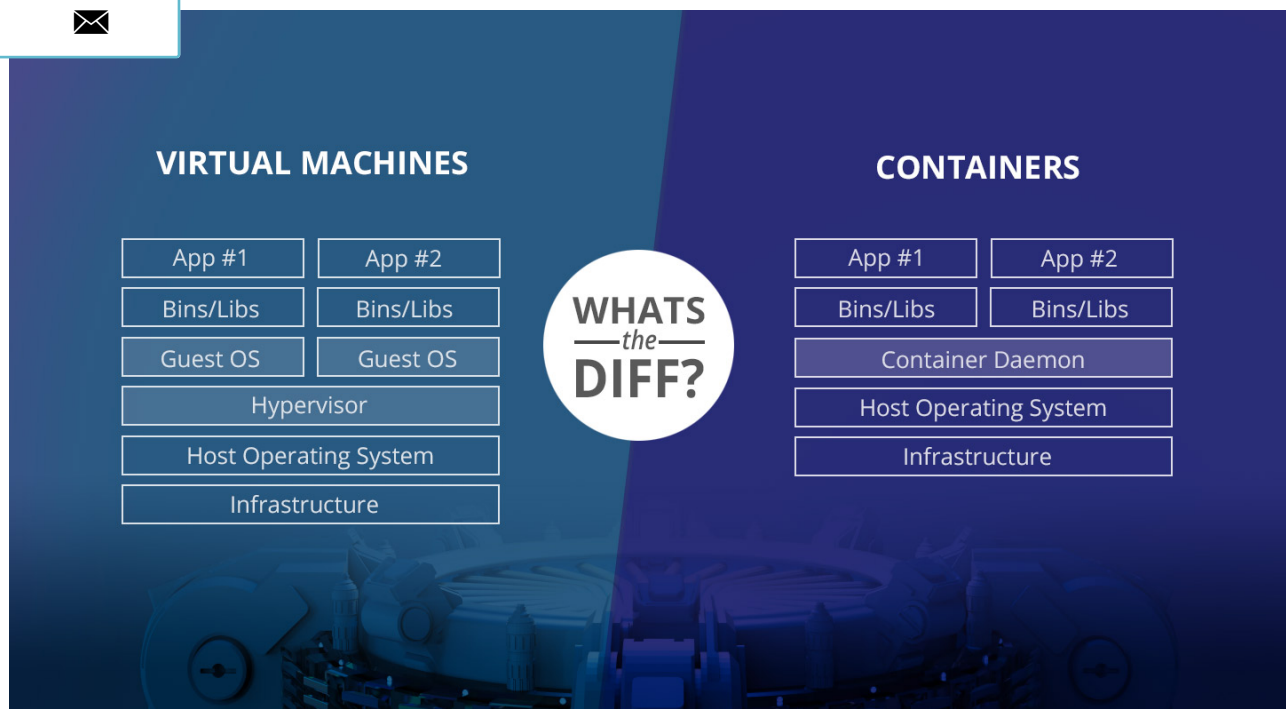 VIRTUAL MACHINES
App #1 App #2
Bins/Libs Bins/Libs
Guest OS Guest OS
Hypervisor
Host Operating System
Infrastructure
WHATS
the
DIFF?
CONTAINERS
App #1 App #2
Bins/Libs Bins/Libs
Container Daemon
Host Operating System
Infrastructure